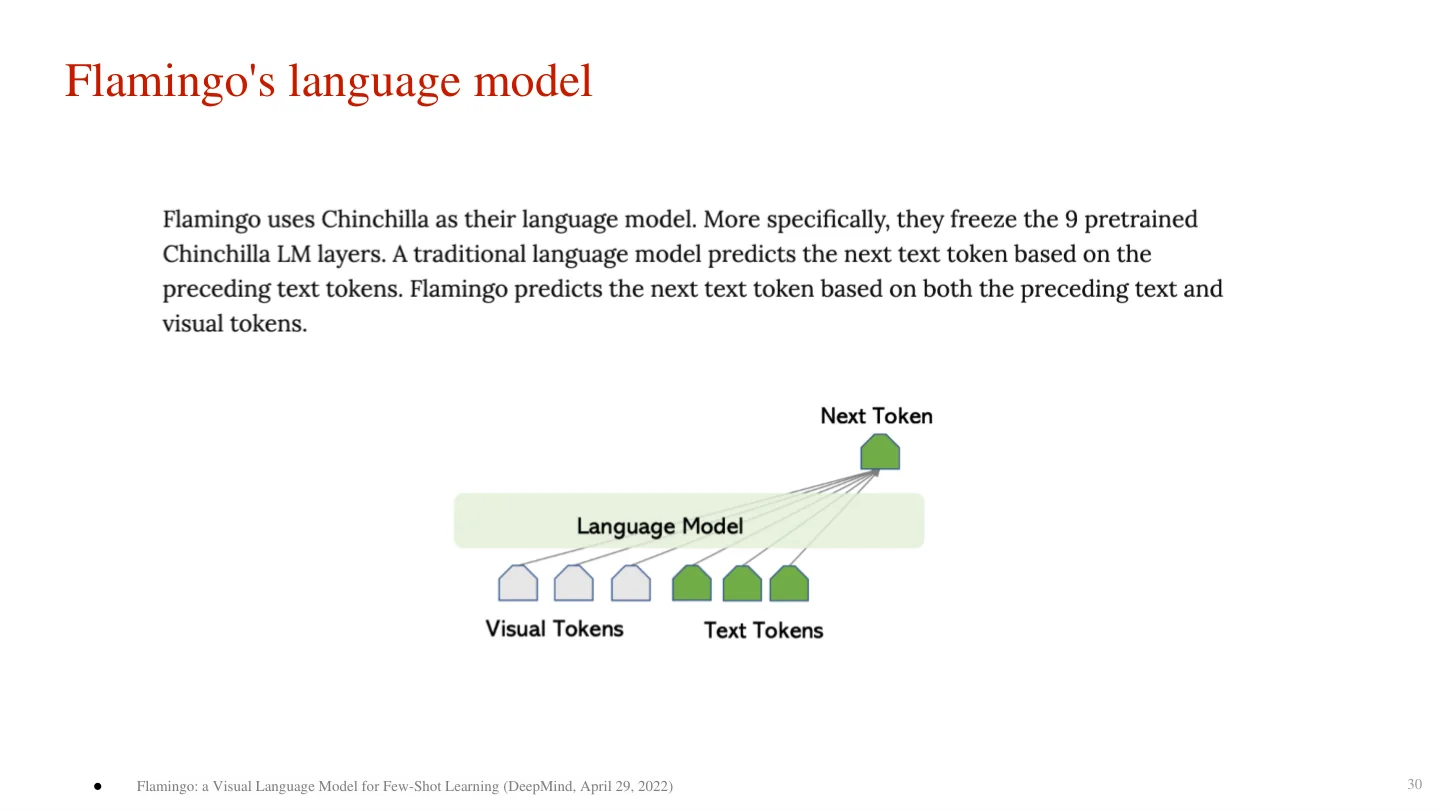 Flamingo's language model
Flamingo uses Chinchilla as their language model. More specifically, they freeze the 9 pretrained
Chinchilla LM layers. A traditional language model predicts the next text token based on the
preceding text tokens. Flamingo predicts the next text token based on both the preceding text and
visual tokens.
Next Token
Language Model
Visual Tokens
Text Tokens
● Flamingo: a Visual Language Model for Few-Shot Learning (DeepMind, April 29, 2022)
30